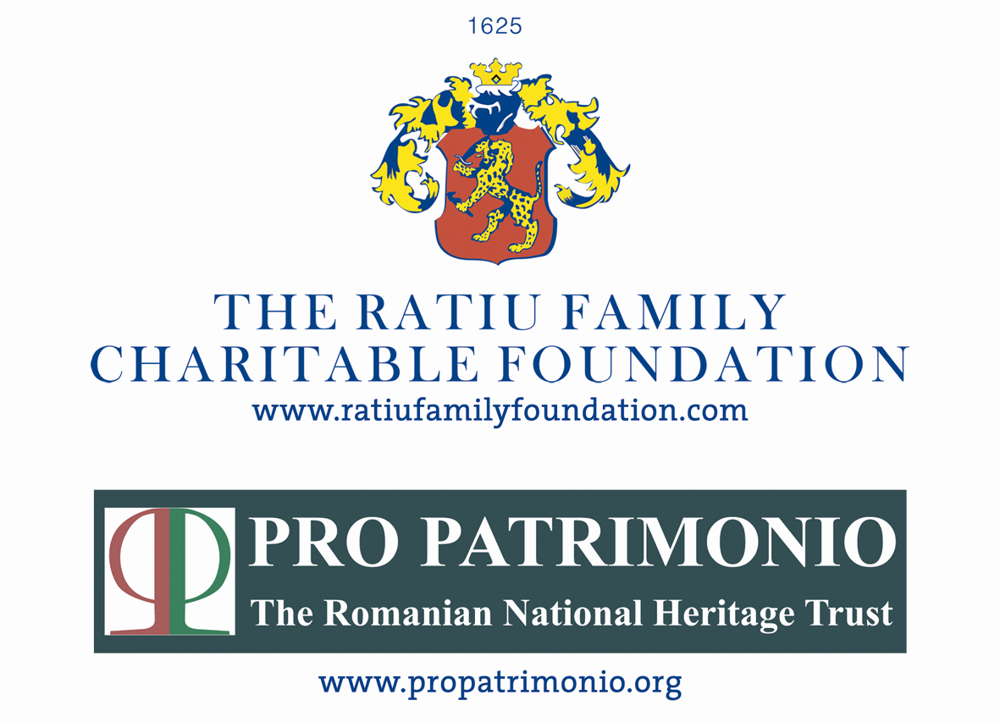 1625
THE RATIU FAMILY
CHARITABLE FOUNDATION
www.ratiufamilyfoundation.com
PRO PATRIMONIO
The Romanian National Heritage Trust
www.propatrimonio.org